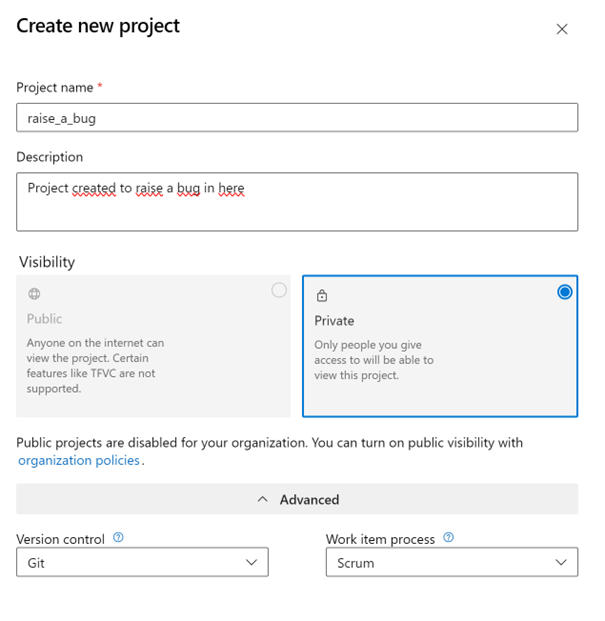 Create new project
Project name *
raise_a_bug
Description
Project created to raise a bug in here
Visibility
Public
Anyone on the internet can
view the project. Certain
features like TFVC are not
supported.
Private
Only people you give
access to will be able to
view this project.
Public projects are disabled for your organization. You can turn on public visibility with
organization policies.
Advanced
Version control
Git
Work item process
Scrum